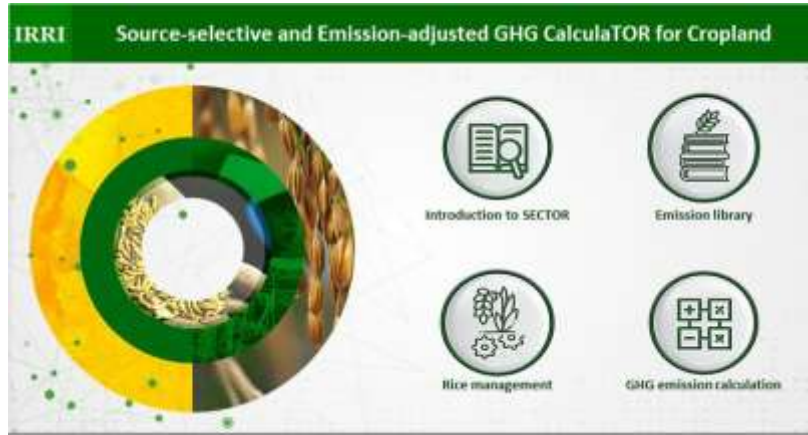 IRRI
Source-selective and Emission-adjusted GHG CalculaTOR for Cropland
Introduction to SECTOR
Emission library
Rice management
GHG emission calculation